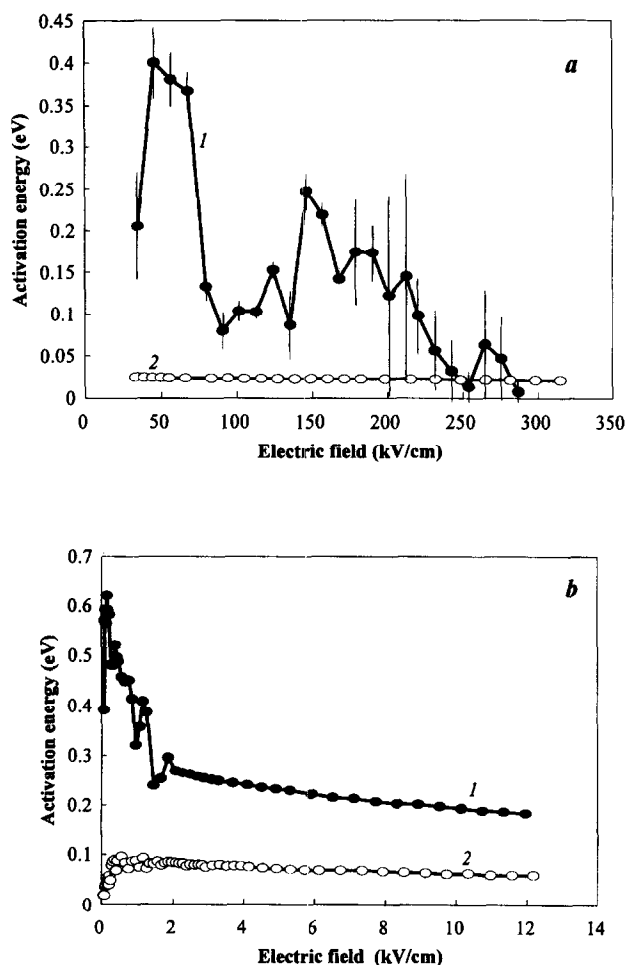 a
0.45
0.4
0.35
0.3
0.25
0.2
0.15
0.1
0.05
0
Activation energy (eV)
1
2
0 50 100 150 200 250 300 350
Electric field (kV/cm)
b
0.7
0.6
0.5
0.4
0.3
0.2
0.1
0
Activation energy (eV)
1
2
0 2 4 6 8 10 12 14
Electric field (kV/cm)